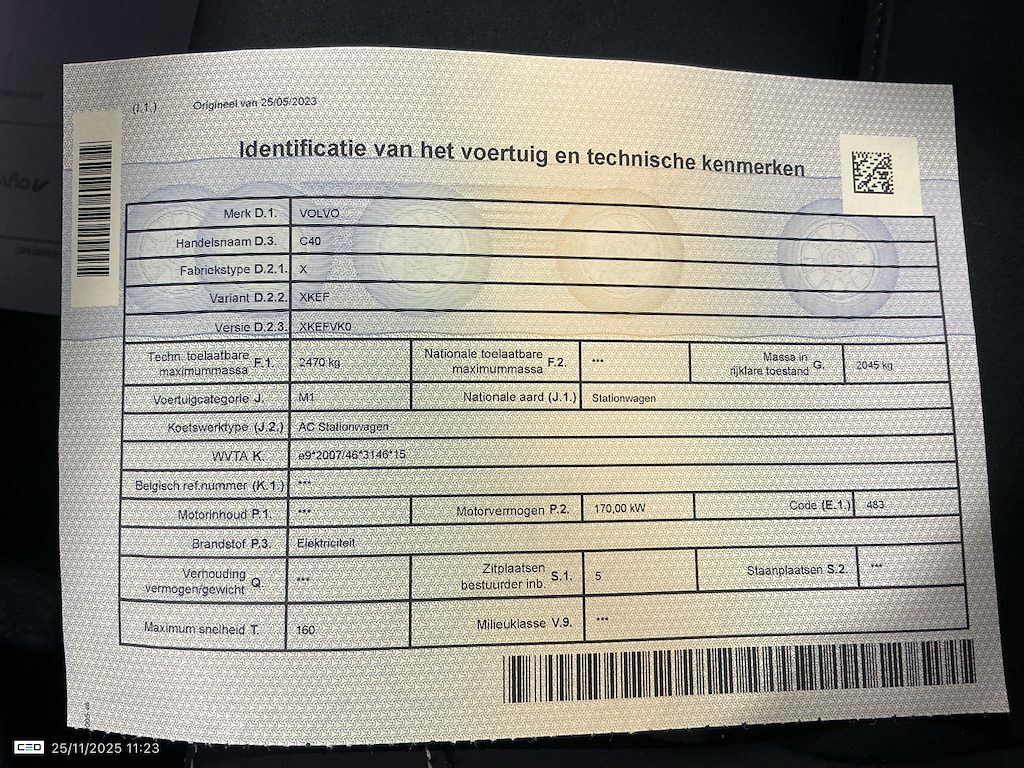 (I.1.) Origineel van 25/05/2023
Identificatie van het voertuig en technische kenmerken
Merk D.1. VOLVO
Handelsnaam D.3. C40
Fabriekstype D.2.1. X
Variant D.2.2. XKEF
Versie D.2.3. XKEFVK0
Techn. toelaatbare maximummassa F.1. 2470 kg Nationale toelaatbare maximummassa F.2. *** Massa in rijklare toestand G. 2045 kg
Voertuigcategorie J. M1 Nationale aard (J.1.) Stationwagen
Koetswerktype (J.2.) AC Stationwagen
WVTA K. e9*2007/46*3146*15
Belgisch ref.nummer (K.1.) ***
Motorinhoud P.1. *** Motorvermogen P.2. 170,00 kW Code (E.1.) 483
Brandstof P.3. Elektriciteit
Verhouding vermogen/gewicht Q. *** Zitplaatsen bestuurder inb. S.1. 5 Staanplaatsen S.2. ***
Maximum snelheid T. 160 Milieuklasse V.9. ***
CEO 25/11/2025 11:23